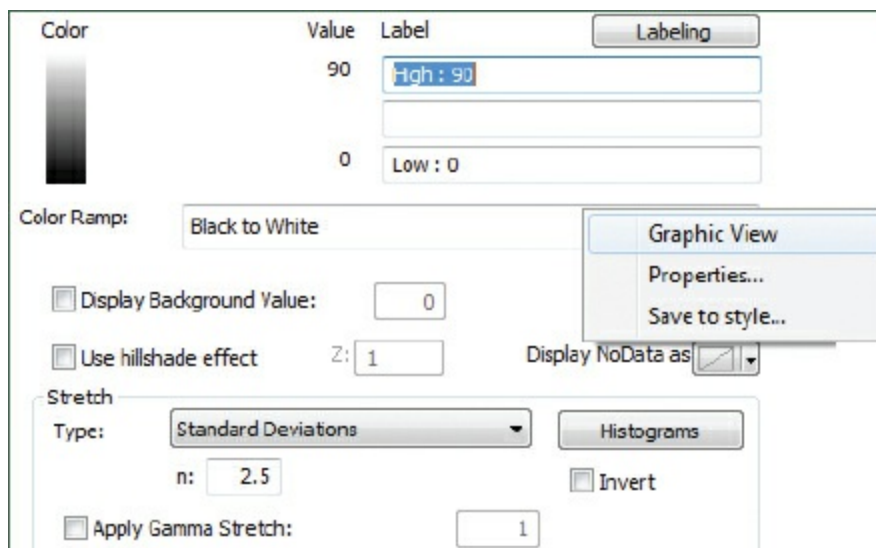 Color Value Label Labeling
90 High : 90
0 Low : 0
Color Ramp: Black to White
Graphic View
Properties...
Save to style...
Display Background Value: 0
Use hillshade effect Z: 1 Display NoData as
Stretch
Type: Standard Deviations Histograms
n: 2.5 Invert
Apply Gamma Stretch: 1